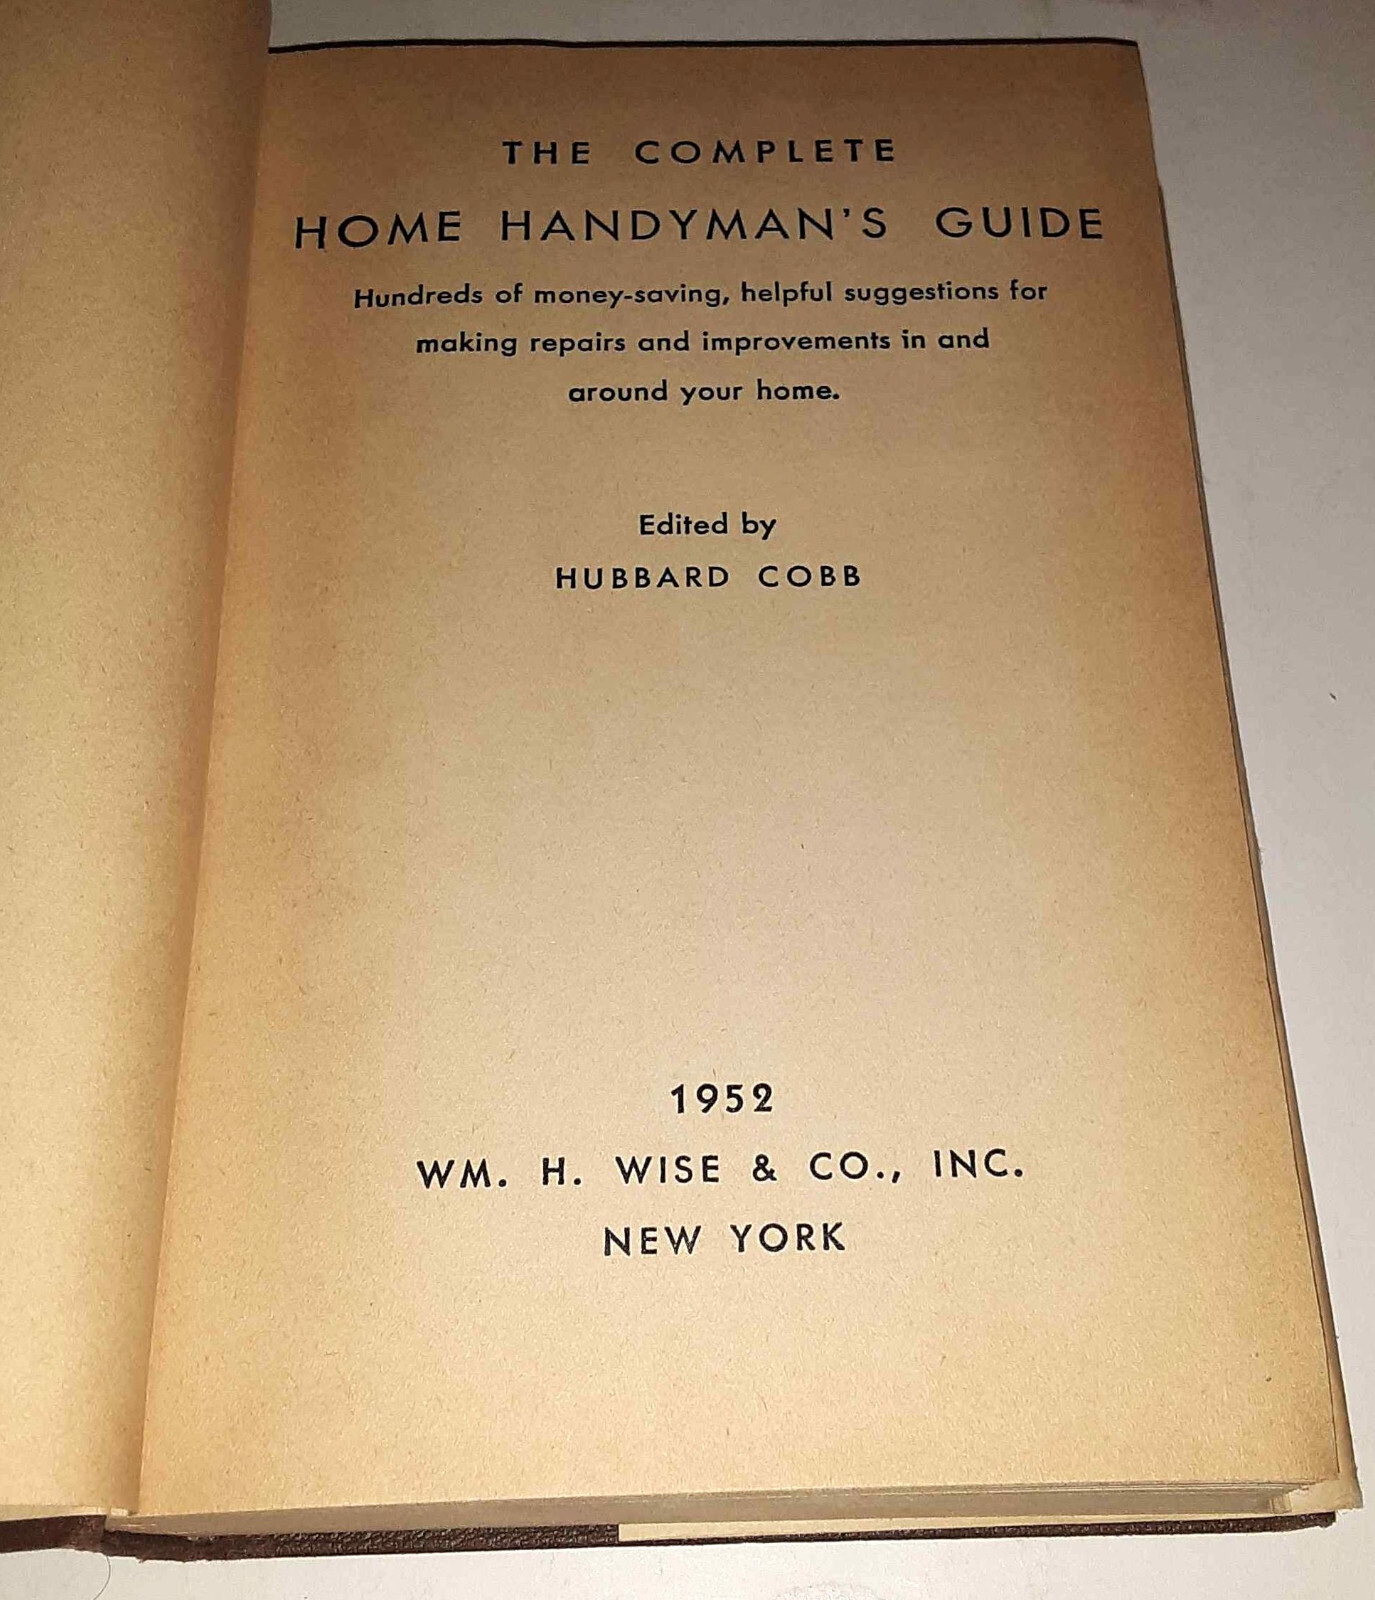 THE COMPLETE
HOME HANDYMAN'S GUIDE
Hundreds of money-saving, helpful suggestions for
making repairs and improvements in and
around your home.
Edited by
HUBBARD COBB
1952
WM. H. WISE & CO., INC.
NEW YORK